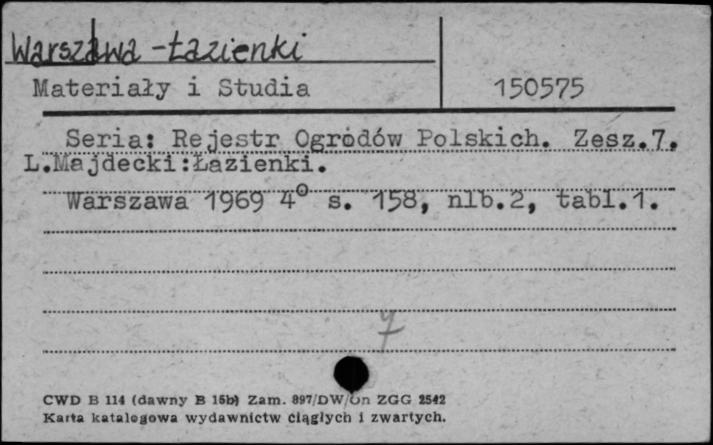 Warszawa - Łazienki
Materiały i Studia 150575
Seria: Rejestr Ogrodów Polskich. Zesz.7.
L.Majdecki:Łazienki.
Warszawa 1969 4° s. 158, nlb.2, tabl.1.
7
CWD B 114 (dawny B 15b) Zam. 897/DW/on ZGG 2542
Karta katalogowa wydawnictw ciągłych i zwartych.